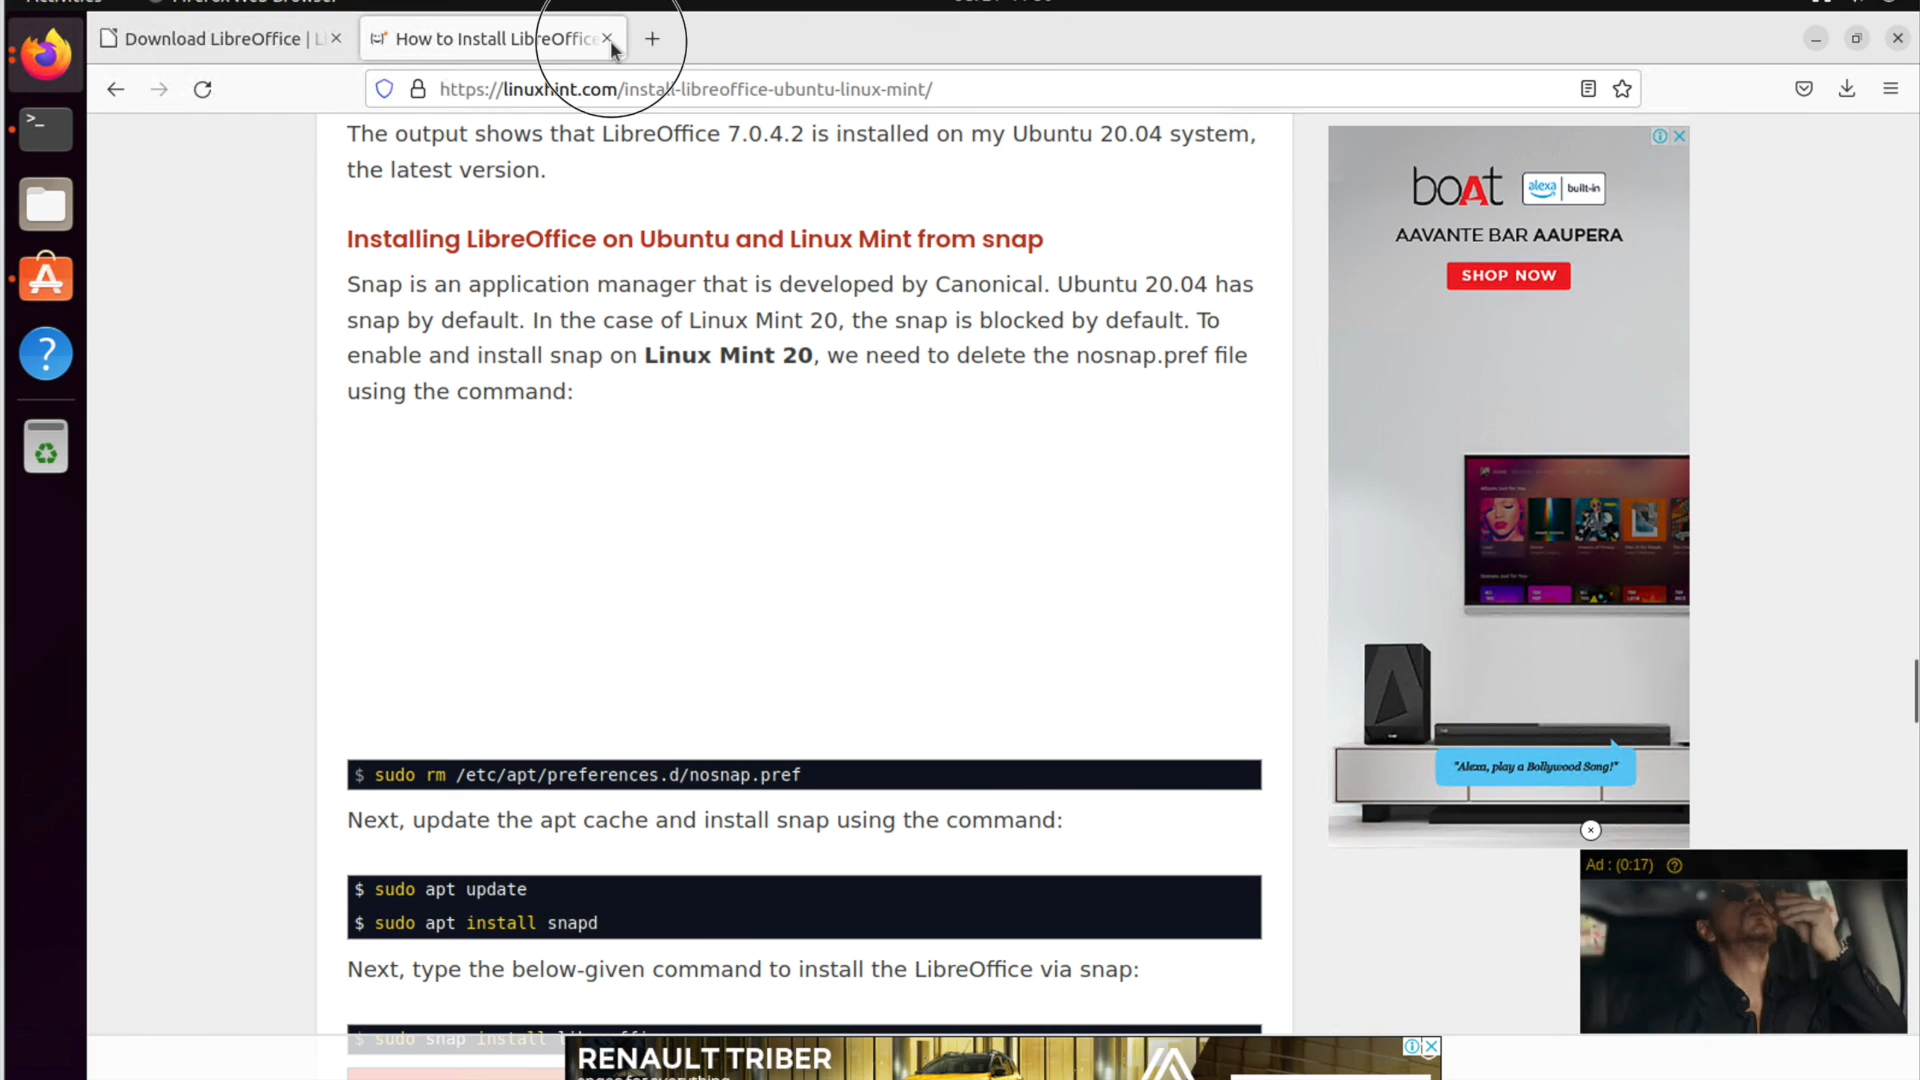 Download LibreOffice | L
How to Install LibreOffice
https://linuxhint.com/install-libreoffice-ubuntu-linux-mint/
The output shows that LibreOffice 7.0.4.2 is installed on my Ubuntu 20.04 system,
the latest version.
Installing LibreOffice on Ubuntu and Linux Mint from snap
Snap is an application manager that is developed by Canonical. Ubuntu 20.04 has
snap by default. In the case of Linux Mint 20, the snap is blocked by default. To
enable and install snap on Linux Mint 20, we need to delete the nosnap.pref file
using the command:
$ sudo rm /etc/apt/preferences.d/nosnap.pref
Next, update the apt cache and install snap using the command:
$ sudo apt update
$ sudo apt install snapd
Next, type the below-given command to install the LibreOffice via snap:
$ sudo snap install
boAt
alexa built-in
AAVANTE BAR AAUPERA
SHOP NOW
"Alexa, play a Bollywood Song!"
Ad : (0:17)
RENAULT TRIBER